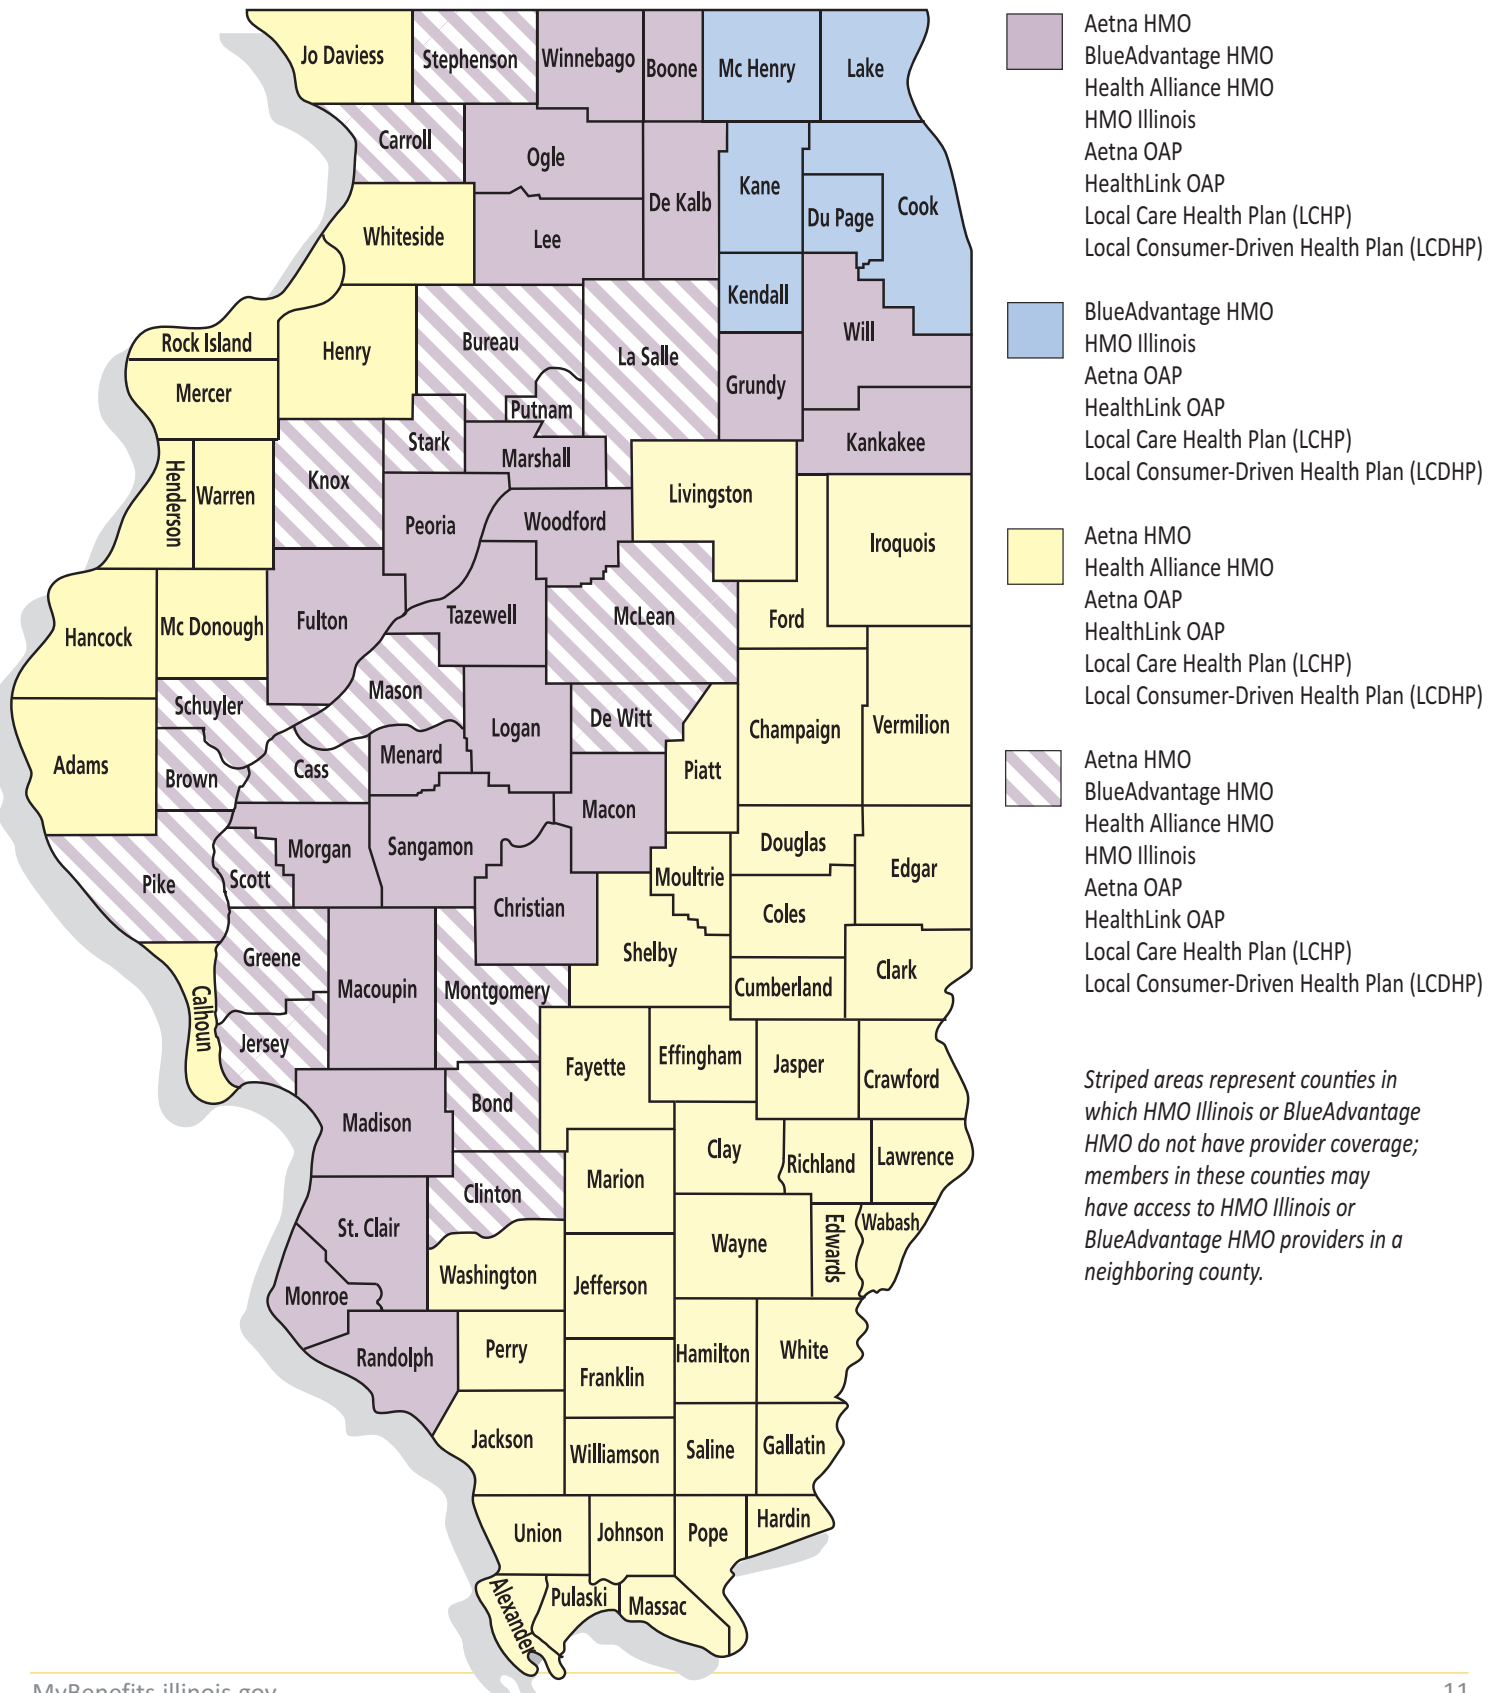 Jo Daviess
Stephenson
Winnebago
Boone
Mc Henry
Lake
Carroll
Ogle
De Kalb
Kane
Du Page
Cook
Whiteside
Lee
Kendall
Will
Rock Island
Henry
Bureau
La Salle
Grundy
Mercer
Putnam
Kankakee
Stark
Marshall
Henderson
Warren
Knox
Livingston
Peoria
Woodford
Iroquois
Hancock
Mc Donough
Fulton
Tazewell
McLean
Ford
Schuyler
Mason
Logan
De Witt
Champaign
Vermilion
Adams
Brown
Cass
Menard
Piatt
Macon
Pike
Scott
Morgan
Sangamon
Christian
Moultrie
Douglas
Edgar
Coles
Shelby
Greene
Macoupin
Montgomery
Cumberland
Clark
Calhoun
Jersey
Fayette
Effingham
Jasper
Crawford
Madison
Bond
Clay
Richland
Lawrence
Marion
Clinton
St. Clair
Wayne
Edwards
Wabash
Washington
Jefferson
Monroe
Randolph
Perry
Hamilton
White
Franklin
Jackson
Williamson
Saline
Gallatin
Union
Johnson
Pope
Hardin
Alexander
Pulaski
Massac
Aetna HMO
BlueAdvantage HMO
Health Alliance HMO
HMO Illinois
Aetna OAP
HealthLink OAP
Local Care Health Plan (LCHP)
Local Consumer-Driven Health Plan (LCDHP)
BlueAdvantage HMO
HMO Illinois
Aetna OAP
HealthLink OAP
Local Care Health Plan (LCHP)
Local Consumer-Driven Health Plan (LCDHP)
Aetna HMO
Health Alliance HMO
Aetna OAP
HealthLink OAP
Local Care Health Plan (LCHP)
Local Consumer-Driven Health Plan (LCDHP)
Aetna HMO
BlueAdvantage HMO
Health Alliance HMO
HMO Illinois
Aetna OAP
HealthLink OAP
Local Care Health Plan (LCHP)
Local Consumer-Driven Health Plan (LCDHP)
Striped areas represent counties in
which HMO Illinois or BlueAdvantage
HMO do not have provider coverage;
members in these counties may
have access to HMO Illinois or
BlueAdvantage HMO providers in a
neighboring county.
MyBenefits.illinois.gov
11